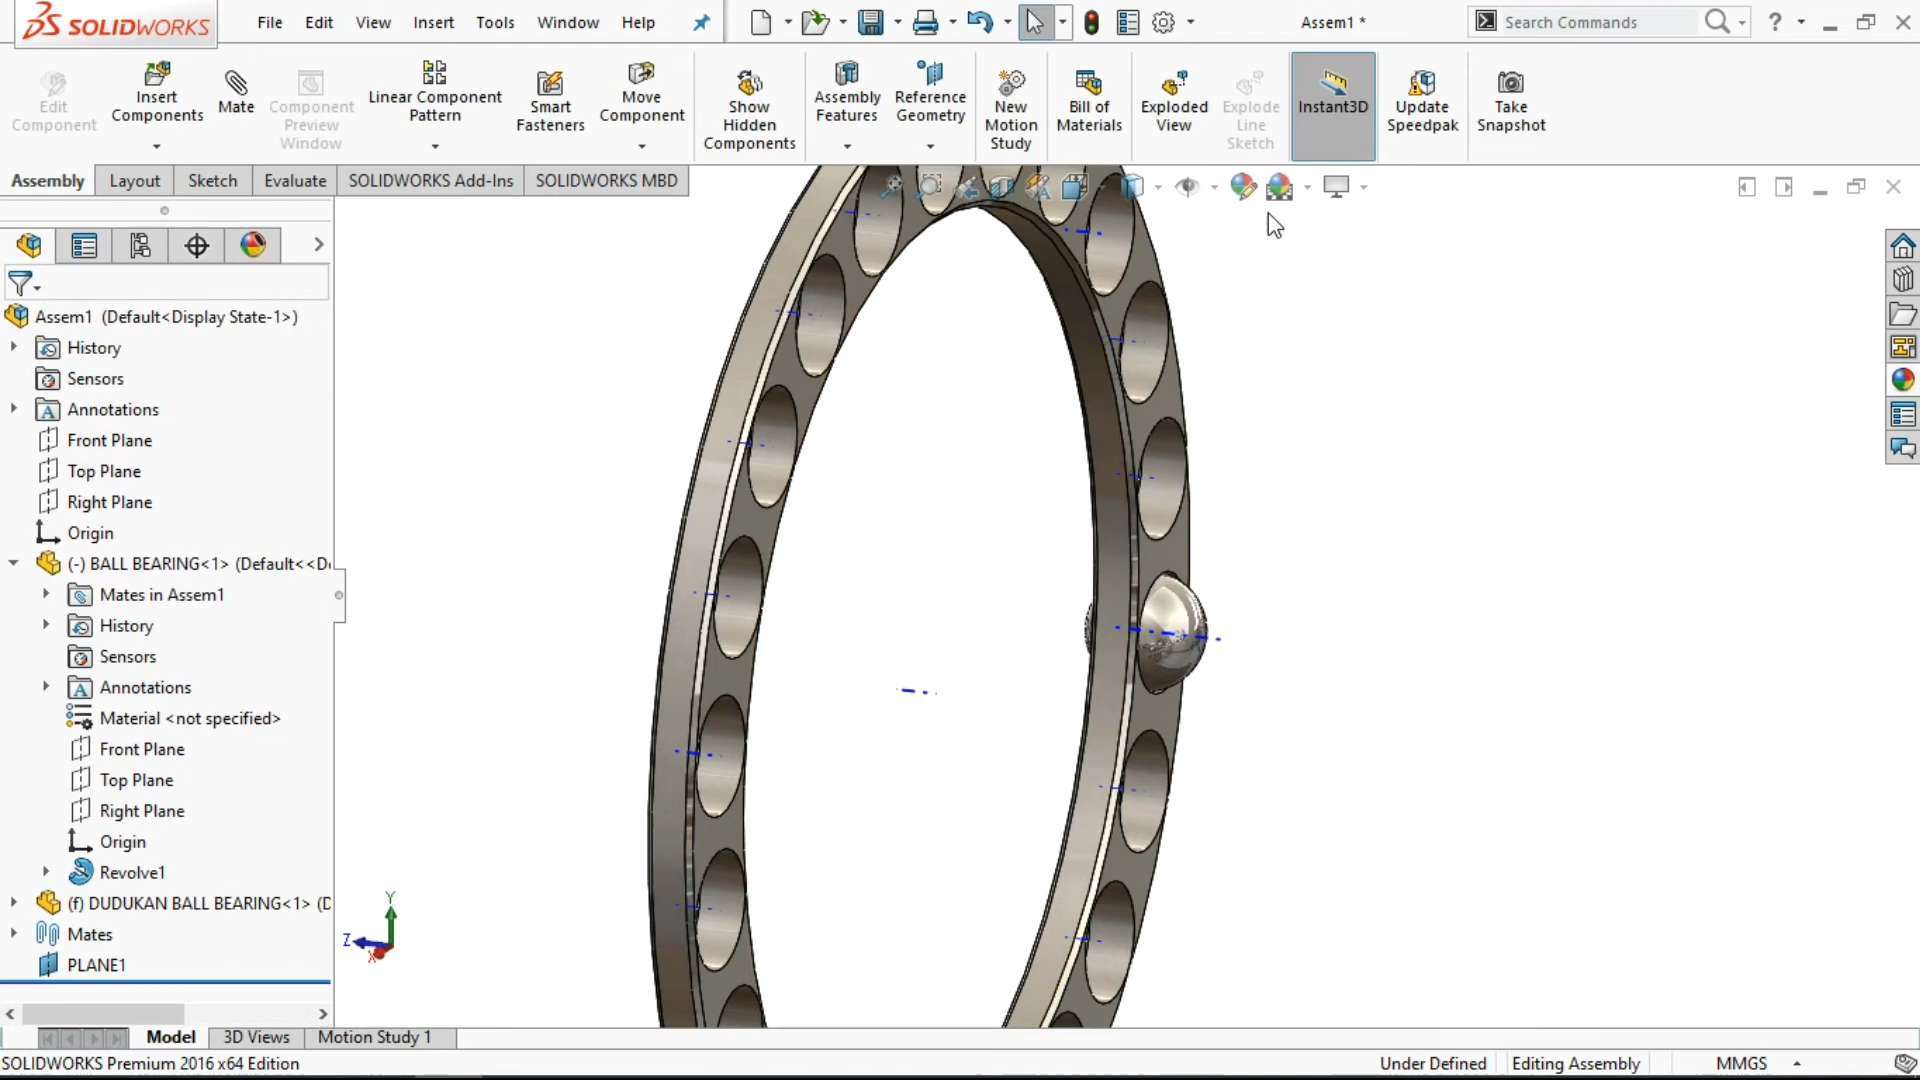 SOLIDWORKS File Edit View Insert Tools Window Help Assem1 * Search Commands ?
Edit Component
Insert Components
Mate
Component Preview Window
Linear Component Pattern
Smart Fasteners
Move Component
Show Hidden Components
Assembly Features
Reference Geometry
New Motion Study
Bill of Materials
Exploded View
Explode Line Sketch
Instant3D
Update Speedpak
Take Snapshot
Assembly Layout Sketch Evaluate SOLIDWORKS Add-Ins SOLIDWORKS MBD
Assem1 (Default<Display State-1>)
History
Sensors
Annotations
Front Plane
Top Plane
Right Plane
Origin
(-) BALL BEARING<1> (Default<<D
Mates in Assem1
History
Sensors
Annotations
Material <not specified>
Front Plane
Top Plane
Right Plane
Origin
Revolve1
(f) DUDUKAN BALL BEARING<1> (D
Mates
PLANE1
Y
Z
X
Model 3D Views Motion Study 1
SOLIDWORKS Premium 2016 x64 Edition Under Defined Editing Assembly MMGS